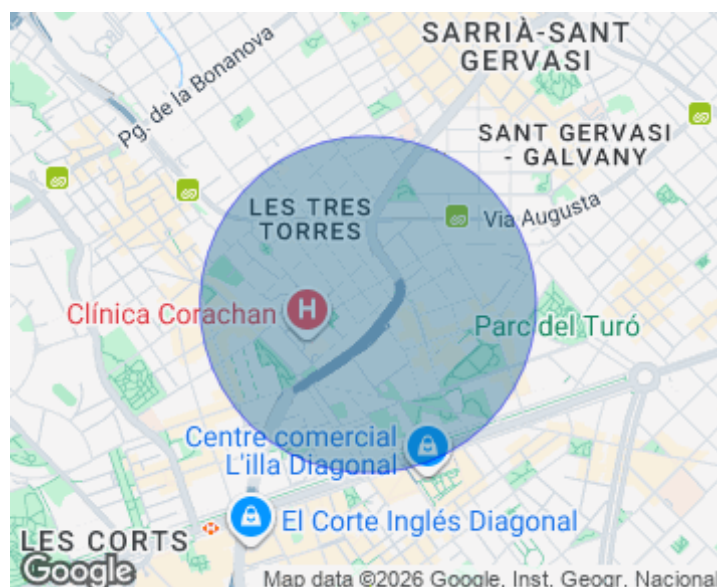 SARRIÀ-SANT
GERVASI
Pg. de la Bonanova
SANT GERVASI
- GALVANY
LES TRES
TORRES
Via Augusta
Clínica Corachan
H
Parc del Turó
Centre comercial
L'illa Diagonal
El Corte Inglés Diagonal
LES CORTS
Google
Map data ©2026 Google, Inst. Geogr. Nacional